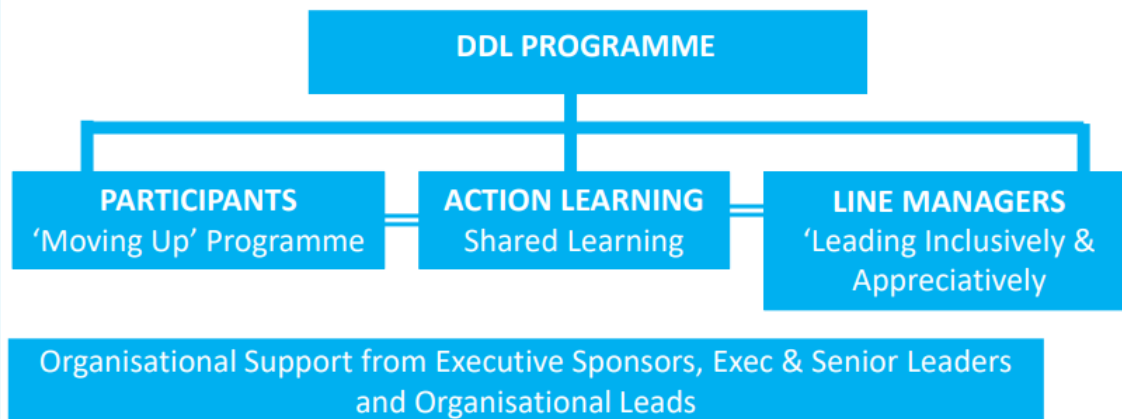 DDL PROGRAMME
PARTICIPANTS
‘Moving Up’ Programme
ACTION LEARNING
Shared Learning
LINE MANAGERS
‘Leading Inclusively &
Appreciatively
Organisational Support from Executive Sponsors, Exec & Senior Leaders
and Organisational Leads